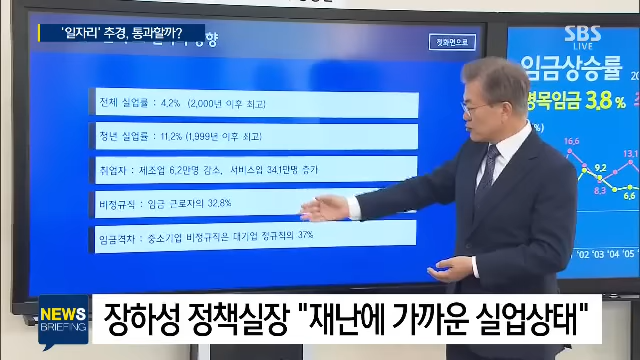 '일자리' 추경, 통과할까?
SBS
LIVE
첫화면으로
전체 실업률 : 4.2% (2,000년 이후 최고)
청년 실업률 : 11.2% (1,999년 이후 최고)
취업자 : 제조업 6.2만명 감소, 서비스업 34.1만명 증가
비정규직 : 임금 근로자의 32.8%
임금격차 : 중소기업 비정규직은 대기업 정규직의 37%
임금상승률
명목임금 3.8%
16.6
9.2
8.3
13.1
6.6
'02 '03 '04 '05
NEWS
BRIEFING
장하성 정책실장 "재난에 가까운 실업상태"